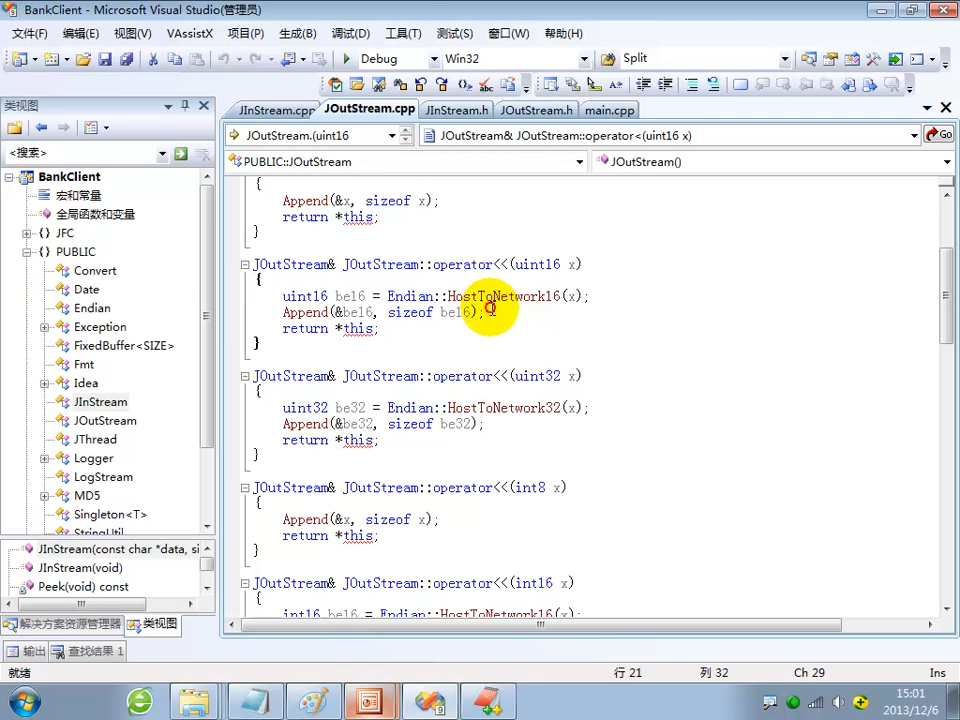 BankClient - Microsoft Visual Studio(管理员)
文件(F) 编辑(E) 视图(V) VAssistX 项目(P) 生成(B) 调试(D) 工具(T) 测试(S) 窗口(W) 帮助(H)
Debug Win32 Split
类视图
JInStream.cpp JOutStream.cpp JInStream.h JOutStream.h main.cpp
JOutStream.(uint16 JOutStream& JOutStream::operator<(uint16 x) Go
<搜索>
PUBLIC::JOutStream JOutStream()
BankClient
宏和常量
全局函数和变量
JFC
PUBLIC
Convert
Date
Endian
Exception
FixedBuffer<SIZE>
Fmt
Idea
JInStream
JOutStream
JThread
Logger
LogStream
MD5
Singleton<T>
StringUtil
JInStream(const char *data, si
JInStream(void)
Peek(void) const
解决方案资源管理器 类视图
{
Append(&x, sizeof x);
return *this;
}
JOutStream& JOutStream::operator<<(uint16 x)
{
uint16 be16 = Endian::HostToNetwork16(x);
Append(&be16, sizeof be16);
return *this;
}
JOutStream& JOutStream::operator<<(uint32 x)
{
uint32 be32 = Endian::HostToNetwork32(x);
Append(&be32, sizeof be32);
return *this;
}
JOutStream& JOutStream::operator<<(int8 x)
{
Append(&x, sizeof x);
return *this;
}
JOutStream& JOutStream::operator<<(int16 x)
{
int16 be16 = Endian::HostToNetwork16(x);
输出 查找结果 1
就绪 行 21 列 32 Ch 29 Ins
15:01
2013/12/6